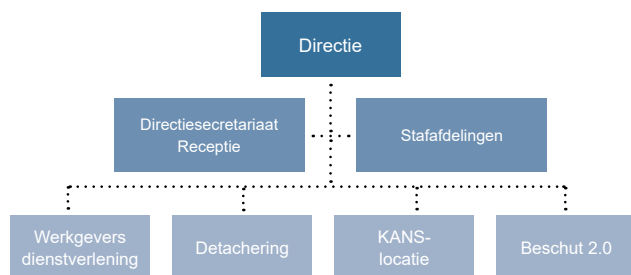 Directie
Directiesecretariaat
Receptie
Stafafdelingen
Werkgevers
dienstverlening
Detachering
KANS-
locatie
Beschut 2.0